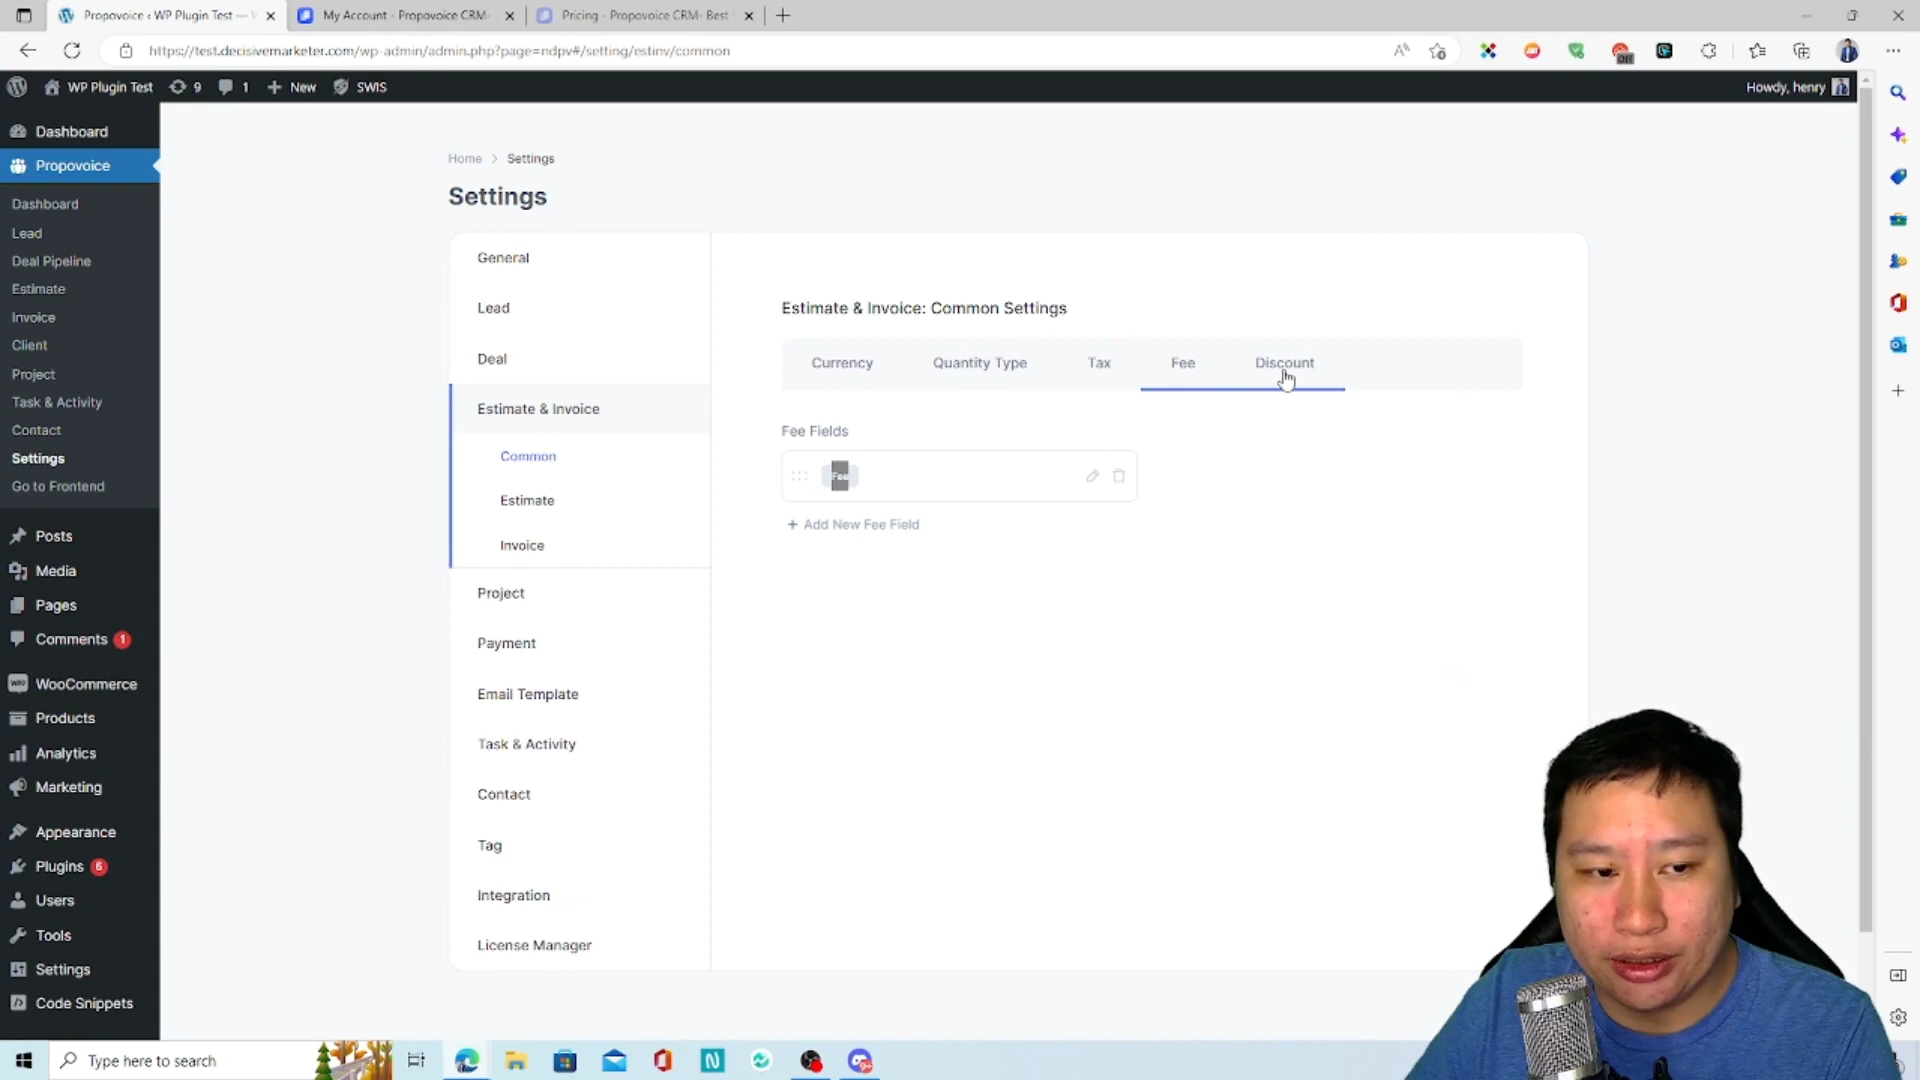 Propovoice ‹ WP Plugin Test —
My Account - Propovoice CRM-
Pricing - Propovoice CRM- Best
https://test.decisivemarketer.com/wp-admin/admin.php?page=ndpv#/setting/estinv/common
WP Plugin Test
9
1
New
SWIS
Howdy, henry
Dashboard
Propovoice
Dashboard
Lead
Deal Pipeline
Estimate
Invoice
Client
Project
Task & Activity
Contact
Settings
Go to Frontend
Posts
Media
Pages
Comments 1
WooCommerce
Products
Analytics
Marketing
Appearance
Plugins 6
Users
Tools
Settings
Code Snippets
Home > Settings
Settings
General
Lead
Deal
Estimate & Invoice
Common
Estimate
Invoice
Project
Payment
Email Template
Task & Activity
Contact
Tag
Integration
License Manager
Estimate & Invoice: Common Settings
Currency
Quantity Type
Tax
Fee
Discount
Fee Fields
Fee
+ Add New Fee Field
Type here to search